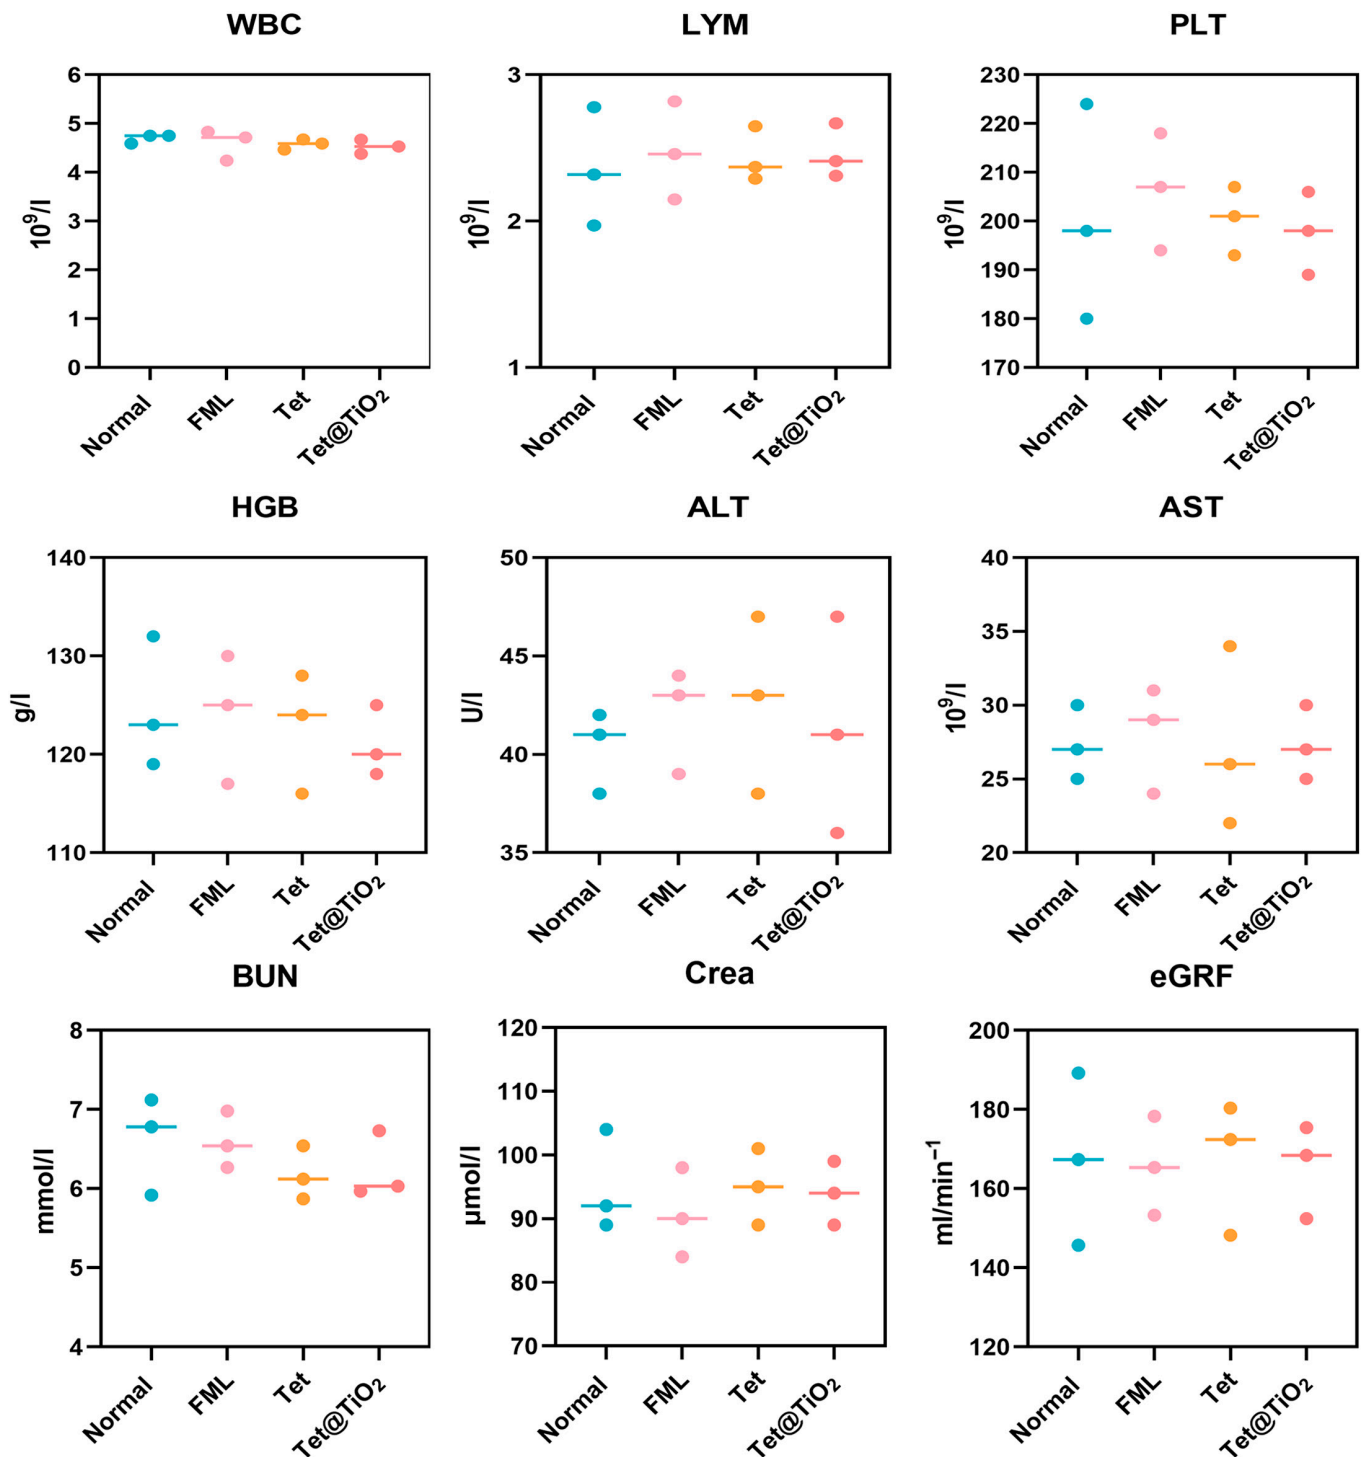 WBC
LYM
PLT
6
5
4
3
2
1
0
10⁹/l
Normal
FML
Tet
Tet@TiO₂
3
2
1
10⁹/l
Normal
FML
Tet
Tet@TiO₂
230
220
210
200
190
180
170
10⁹/l
Normal
FML
Tet
Tet@TiO₂
HGB
ALT
AST
140
130
120
110
g/l
Normal
FML
Tet
Tet@TiO₂
50
45
40
35
U/l
Normal
FML
Tet
Tet@TiO₂
40
35
30
25
20
10⁹/l
Normal
FML
Tet
Tet@TiO₂
BUN
Crea
eGRF
8
7
6
5
4
mmol/l
Normal
FML
Tet
Tet@TiO₂
120
110
100
90
80
70
µmol/l
Normal
FML
Tet
Tet@TiO₂
200
180
160
140
120
ml/min⁻¹
Normal
FML
Tet
Tet@TiO₂